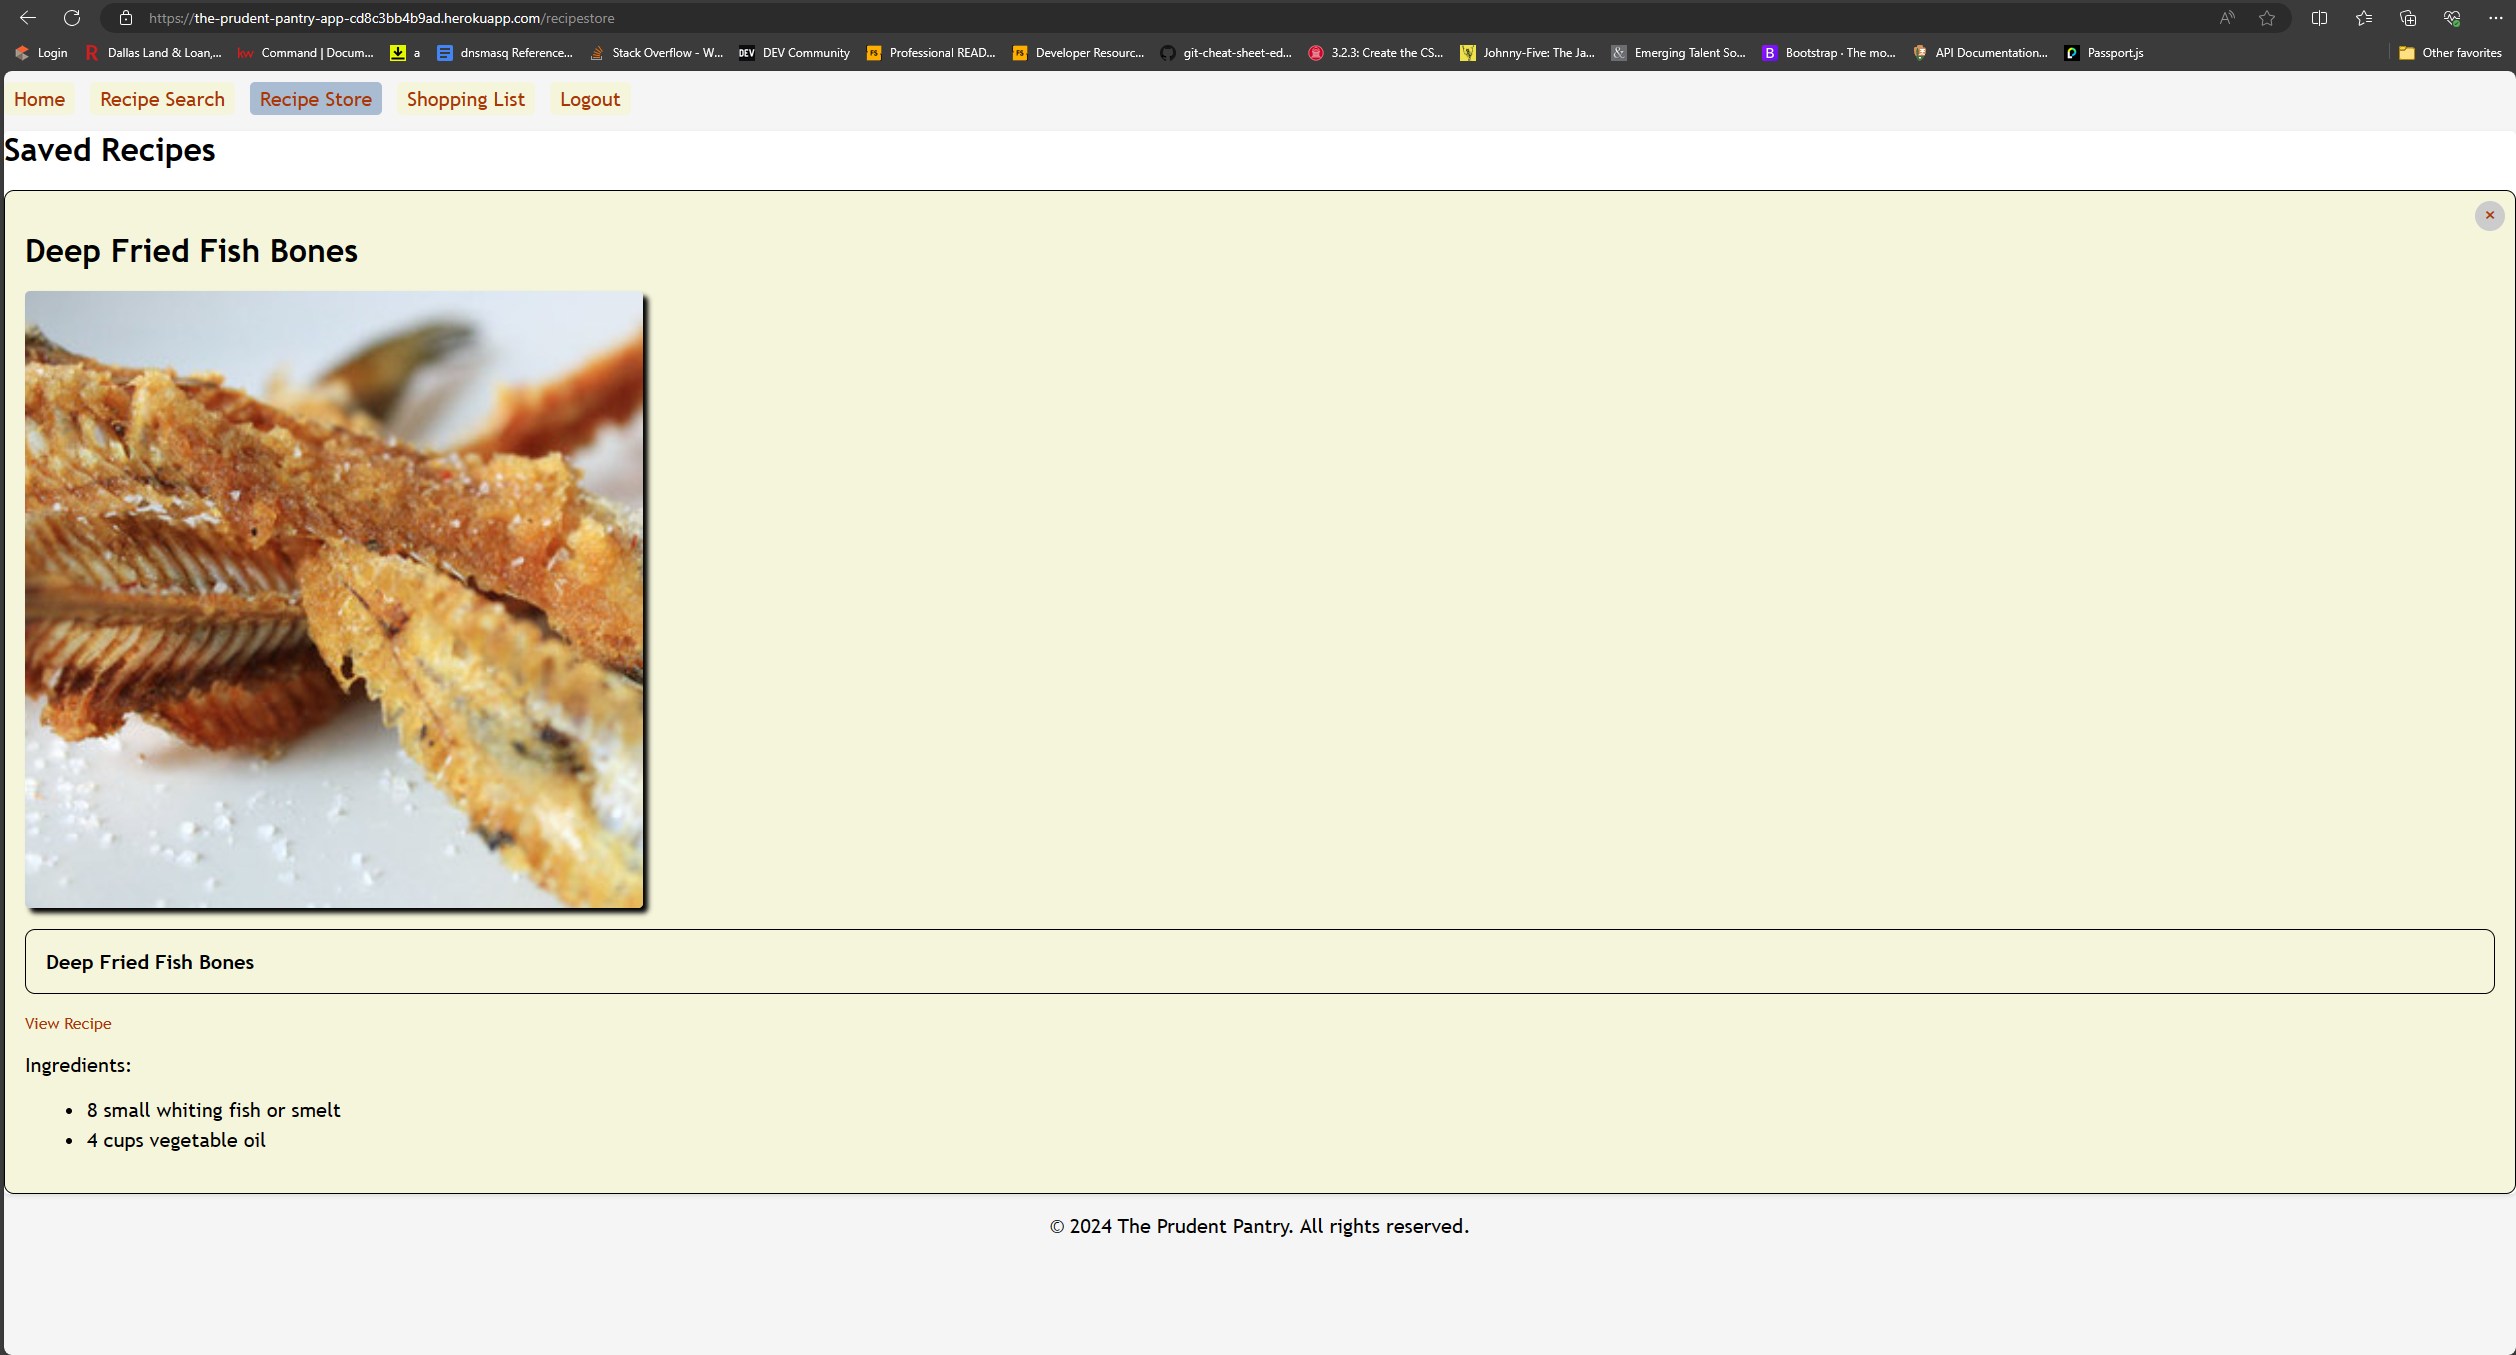 https://the-prudent-pantry-app-cd8c3bb4b9ad.herokuapp.com/recipestore
Login Dallas Land & Loan,... kw Command | Docum... a dnsmasq Reference... Stack Overflow - W... DEV DEV Community FS Professional READ... FS Developer Resourc... git-cheat-sheet-ed... 3.2.3: Create the CS... Johnny-Five: The Ja... & Emerging Talent So... B Bootstrap · The mo... API Documentation... Passport.js Other favorites
Home Recipe Search Recipe Store Shopping List Logout
Saved Recipes
×
Deep Fried Fish Bones
Deep Fried Fish Bones
View Recipe
Ingredients:
• 8 small whiting fish or smelt
• 4 cups vegetable oil
© 2024 The Prudent Pantry. All rights reserved.